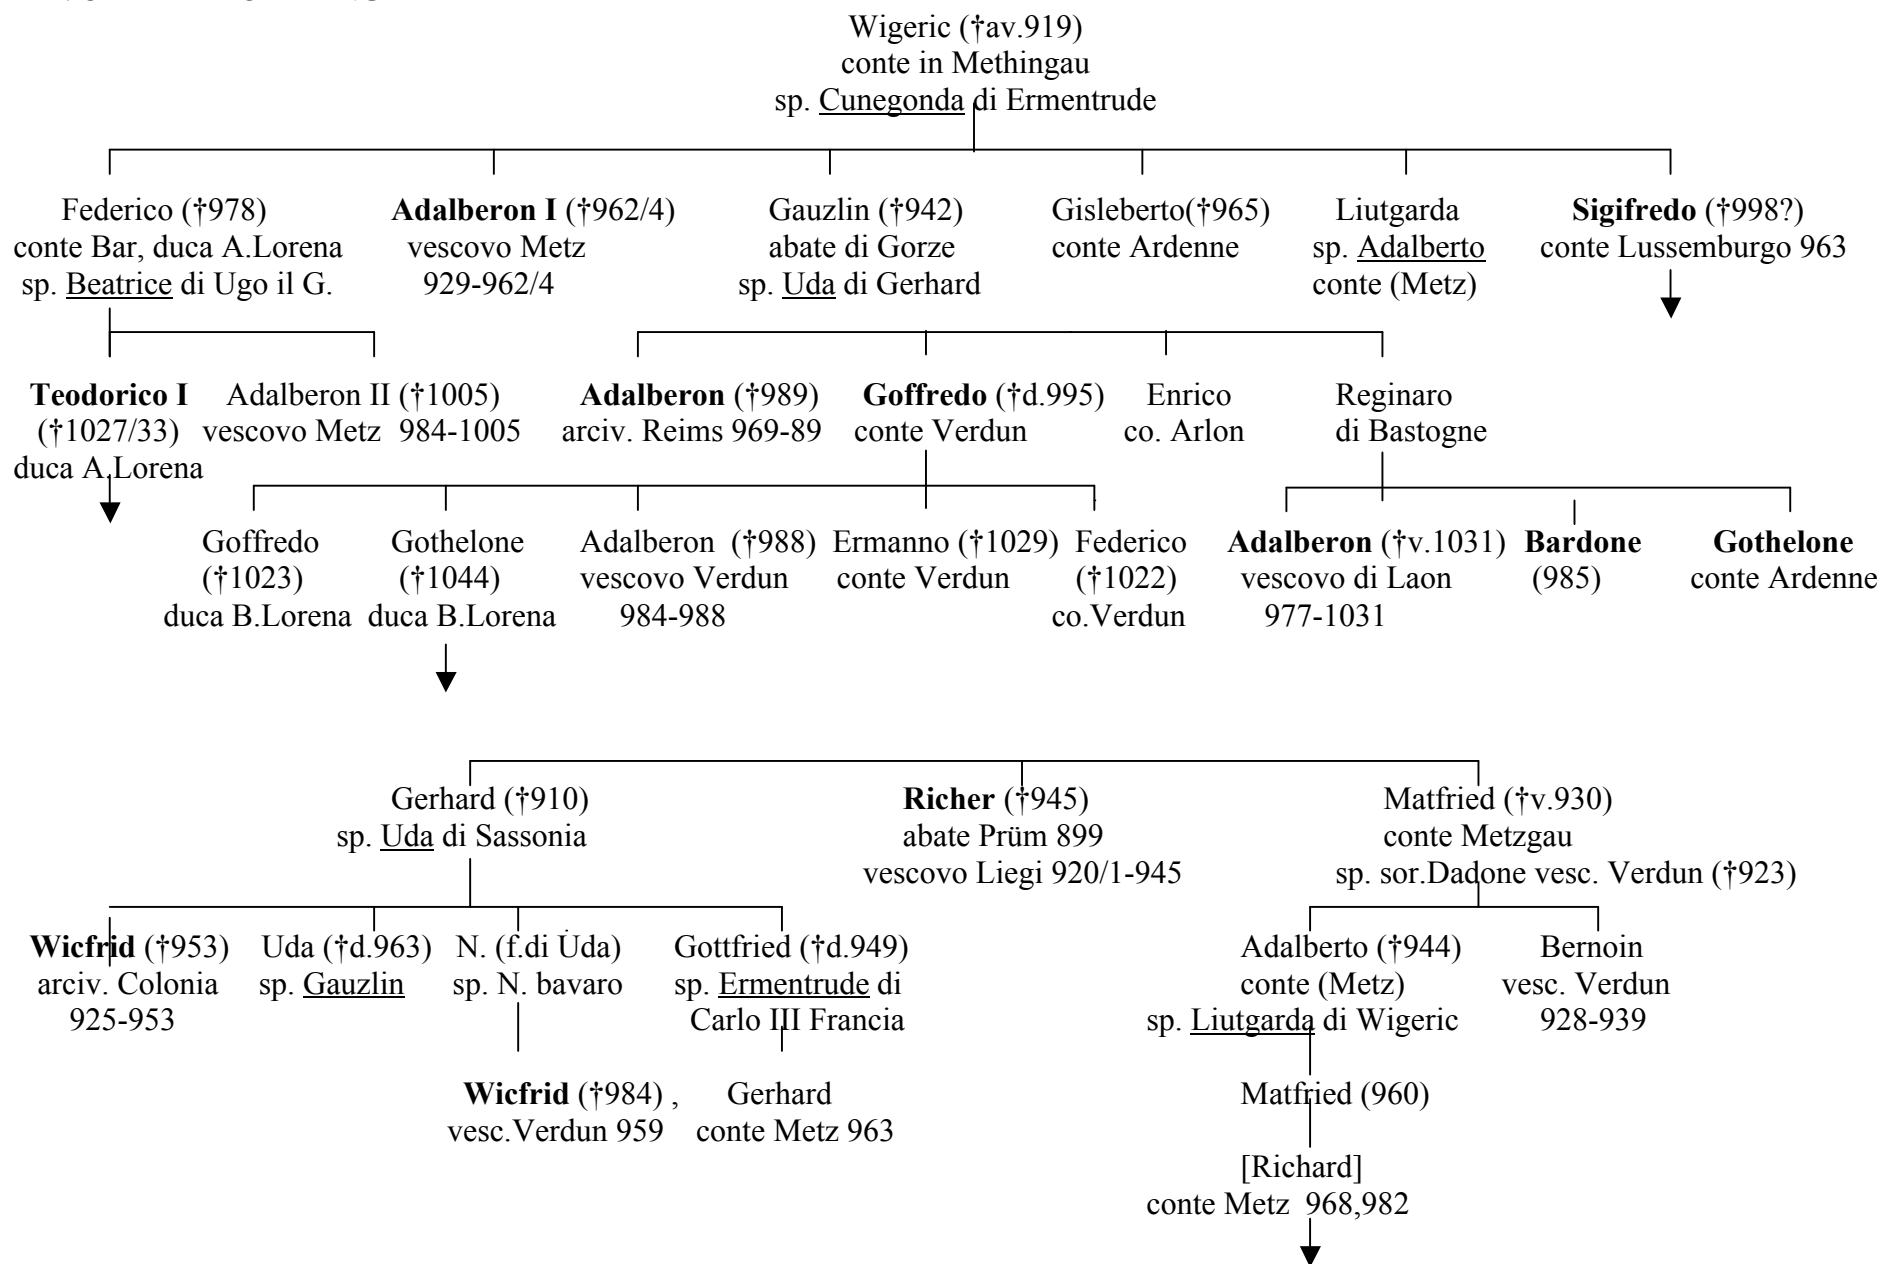 Wigeric (†av.919)
conte in Methingau
sp. Cunegonda di Ermentrude
Federico (†978)
conte Bar, duca A.Lorena
sp. Beatrice di Ugo il G.
Adalberon I (†962/4)
vescovo Metz
929-962/4
Gauzlin (†942)
abate di Gorze
sp. Uda di Gerhard
Gisleberto(†965)
conte Ardenne
Liutgarda
sp. Adalberto
conte (Metz)
Sigifredo (†998?)
conte Lussemburgo 963
Teodorico I
(†1027/33)
duca A.Lorena
Adalberon II (†1005)
vescovo Metz 984-1005
Adalberon (†989)
arciv. Reims 969-89
Goffredo (†d.995)
conte Verdun
Enrico
co. Arlon
Reginaro
di Bastogne
Goffredo
(†1023)
duca B.Lorena
Gothelone
(†1044)
duca B.Lorena
Adalberon (†988)
vescovo Verdun
984-988
Ermanno (†1029)
conte Verdun
Federico
(†1022)
co.Verdun
Adalberon (†v.1031)
vescovo di Laon
977-1031
Bardone
(985)
Gothelone
conte Ardenne
Gerhard (†910)
sp. Uda di Sassonia
Richer (†945)
abate Prüm 899
vescovo Liegi 920/1-945
Matfried (†v.930)
conte Metzgau
sp. sor.Dadone vesc. Verdun (†923)
Wicfrid (†953)
arciv. Colonia
925-953
Uda (†d.963)
sp. Gauzlin
N. (f.di Uda)
sp. N. bavaro
Gottfried (†d.949)
sp. Ermentrude di
Carlo III Francia
Adalberto (†944)
conte (Metz)
sp. Liutgarda di Wigeric
Bernoin
vesc. Verdun
928-939
Wicfrid (†984) ,
vesc.Verdun 959
Gerhard
conte Metz 963
Matfried (960)
[Richard]
conte Metz 968,982